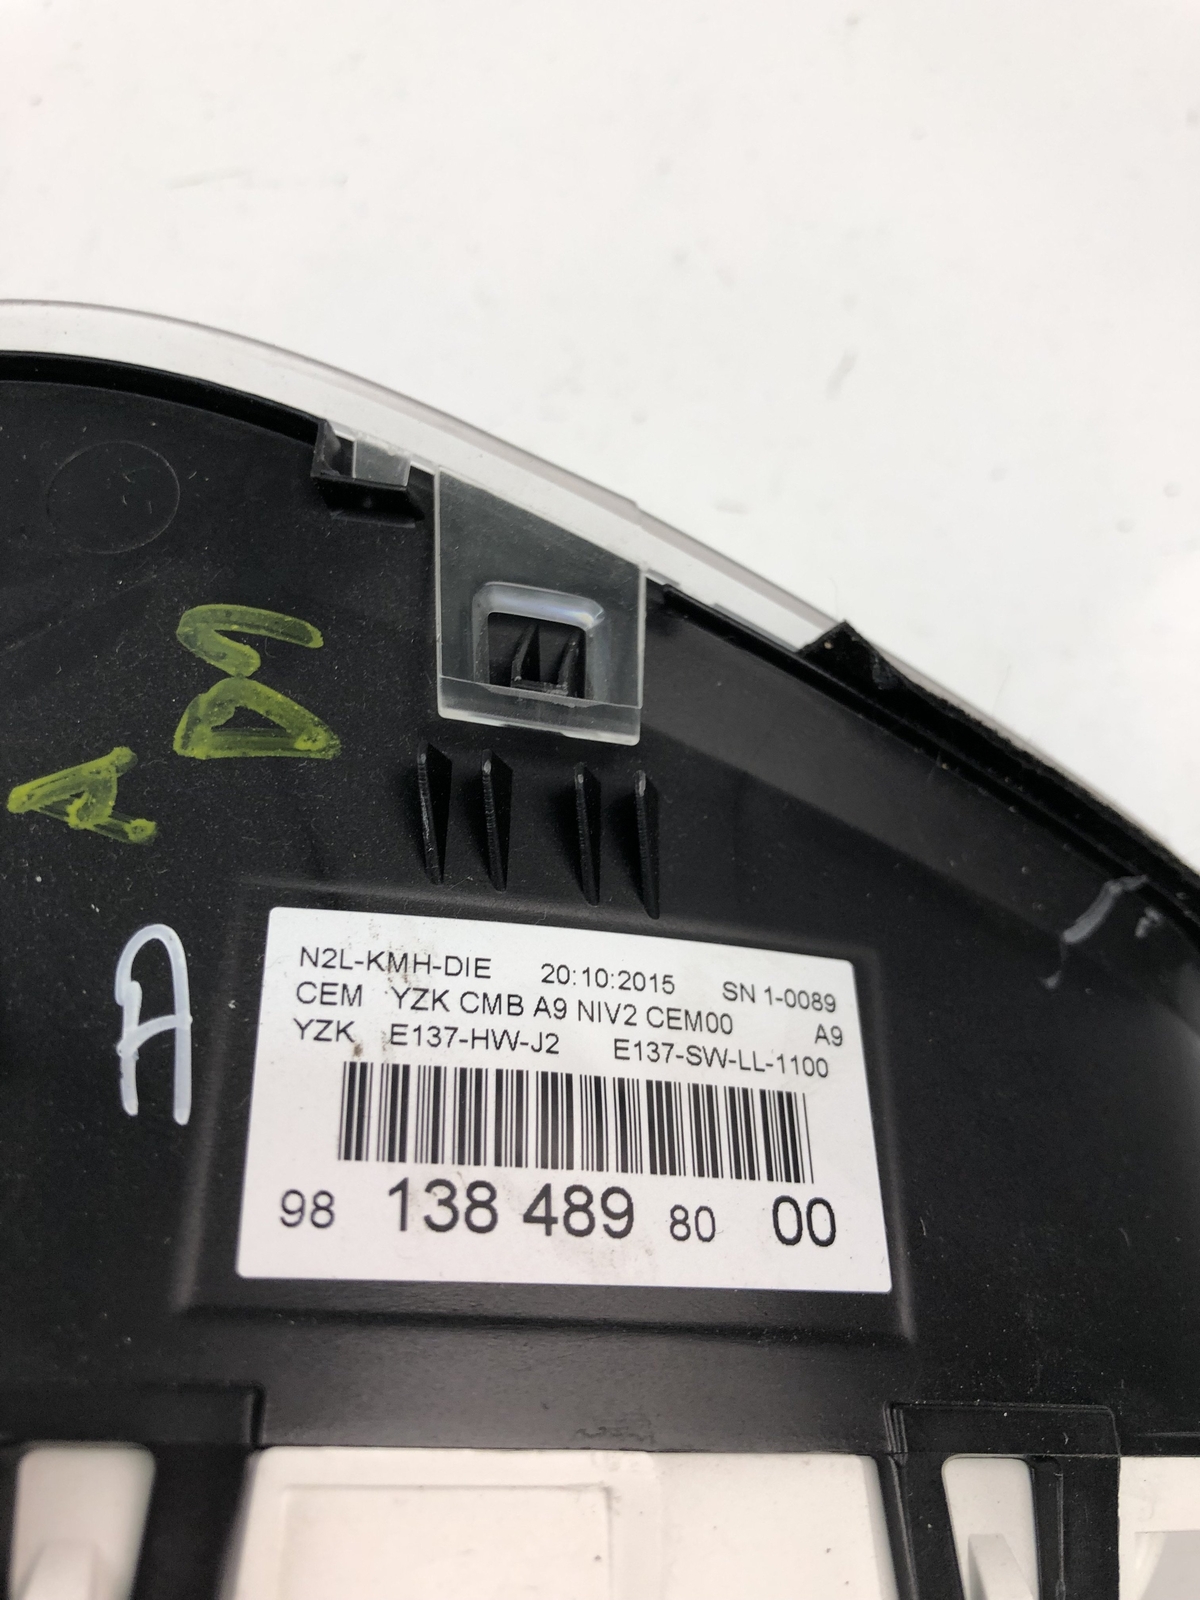 A
N2L-KMH-DIE 20:10:2015 SN 1-0089
CEM YZK CMB A9 NIV2 CEM00 A9
YZK E137-HW-J2 E137-SW-LL-1100
98 138 489 80 00